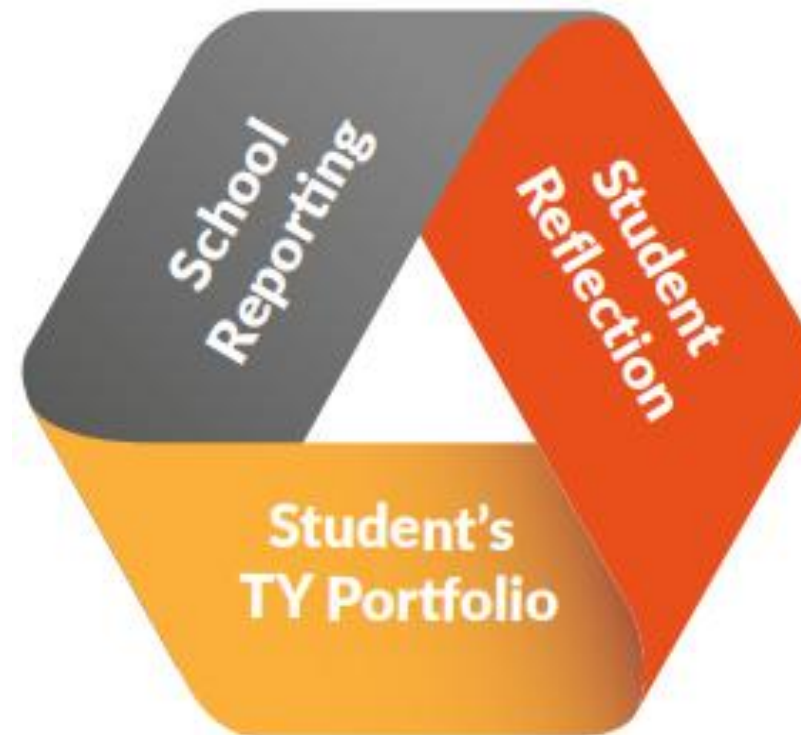 School
Reporting
Student
Reflection
Student's
TY Portfolio